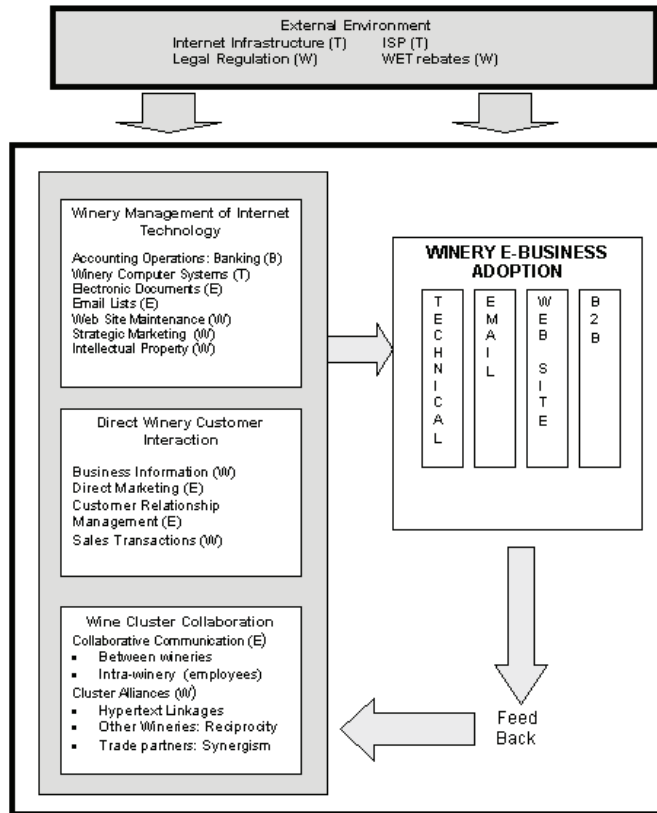 External Environment
Internet Infrastructure (T) ISP (T)
Legal Regulation (W) WET rebates (W)
Winery Management of Internet
Technology
Accounting Operations: Banking (B)
Winery Computer Systems (T)
Electronic Documents (E)
Email Lists (E)
Web Site Maintenance (W)
Strategic Marketing (W)
Intellectual Property (W)
Direct Winery Customer
Interaction
Business Information (W)
Direct Marketing (E)
Customer Relationship
Management (E)
Sales Transactions (W)
Wine Cluster Collaboration
Collaborative Communication (E)
▪ Between wineries
▪ Intra-winery (employees)
Cluster Alliances (W)
▪ Hypertext Linkages
▪ Other Wineries: Reciprocity
▪ Trade partners: Synergism
WINERY E-BUSINESS
ADOPTION
TECHNICAL
EMAIL
WEB SITE
B2B
Feed
Back